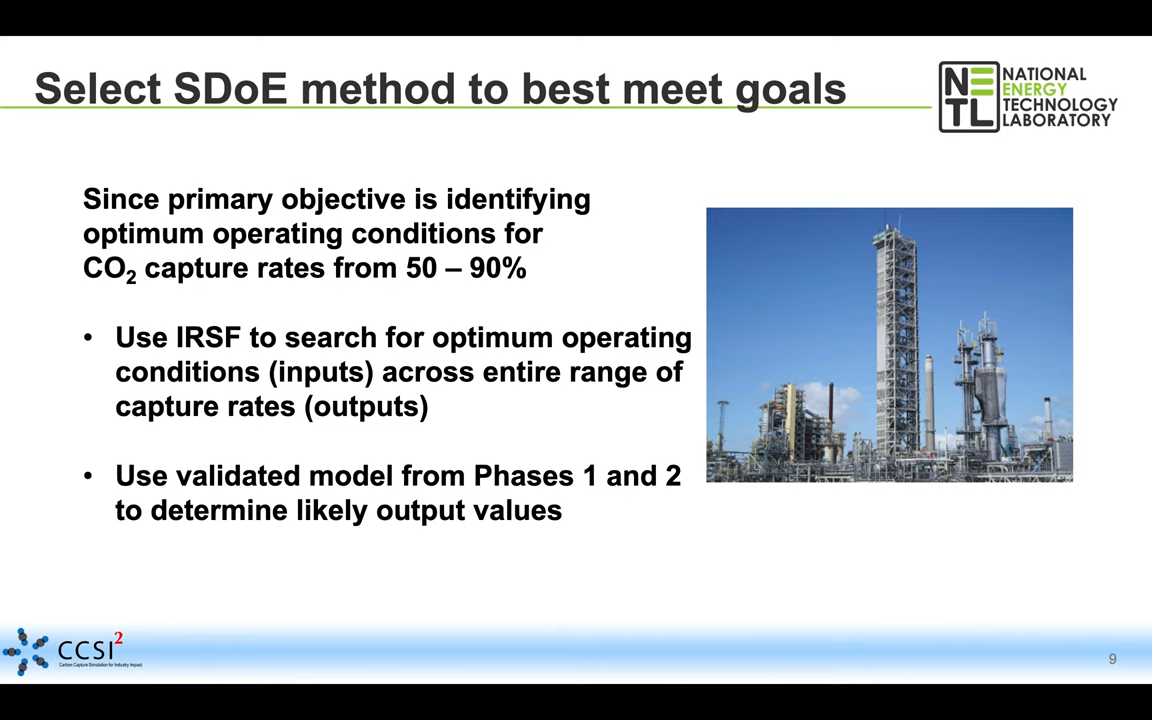 Select SDoE method to best meet goals
NETL
NATIONAL
ENERGY
TECHNOLOGY
LABORATORY
Since primary objective is identifying
optimum operating conditions for
CO₂ capture rates from 50 – 90%
• Use IRSF to search for optimum operating
conditions (inputs) across entire range of
capture rates (outputs)
• Use validated model from Phases 1 and 2
to determine likely output values
CCSI²
Carbon Capture Simulation for Industry Impact
9